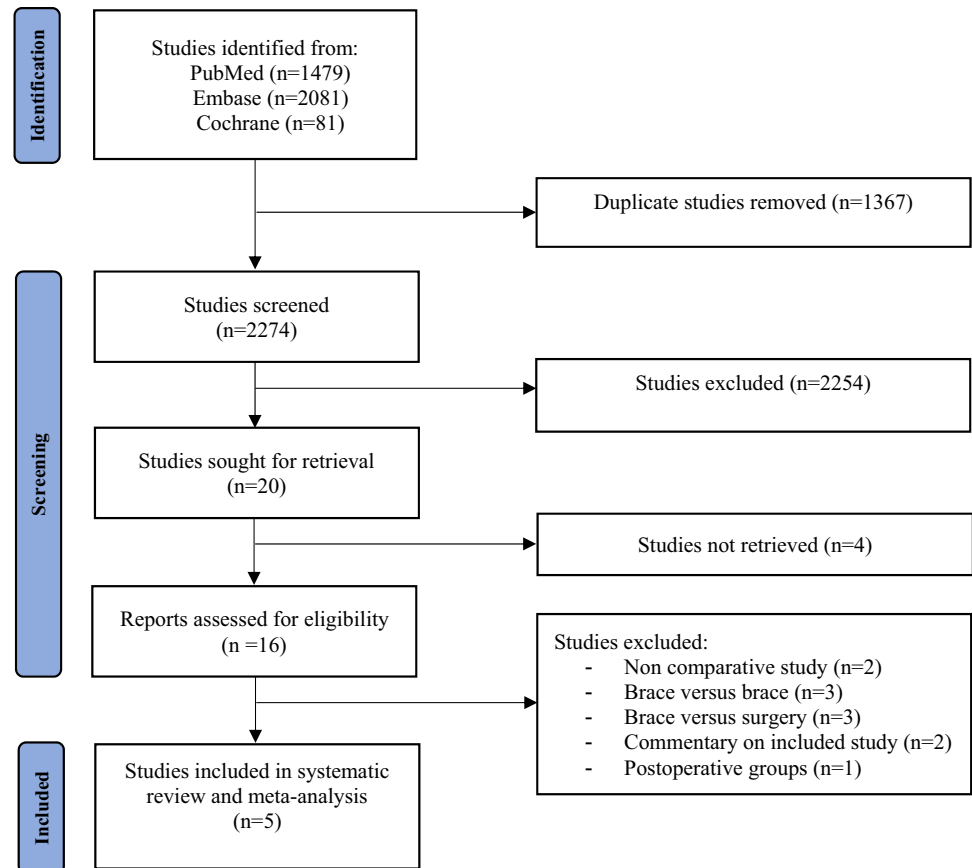 Identification
Studies identified from:
PubMed (n=1479)
Embase (n=2081)
Cochrane (n=81)
Duplicate studies removed (n=1367)
Screening
Studies screened
(n=2274)
Studies excluded (n=2254)
Studies sought for retrieval
(n=20)
Studies not retrieved (n=4)
Reports assessed for eligibility
(n =16)
Studies excluded:
- Non comparative study (n=2)
- Brace versus brace (n=3)
- Brace versus surgery (n=3)
- Commentary on included study (n=2)
- Postoperative groups (n=1)
Included
Studies included in systematic
review and meta-analysis
(n=5)